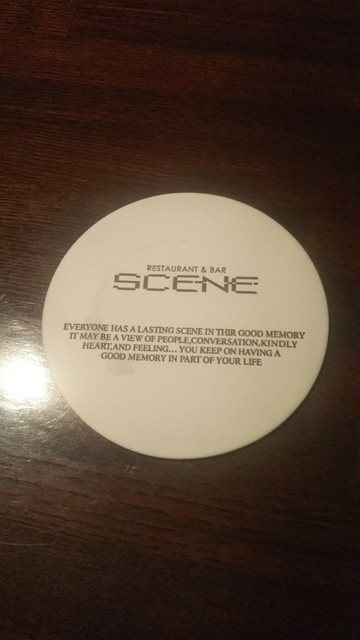 RESTAURANT & BAR
SCENE
EVERYONE HAS A LASTING SCENE IN THIR GOOD MEMORY
IT MAY BE A VIEW OF PEOPLE,CONVERSATION,KINDLY
HEART,AND FEELING... YOU KEEP ON HAVING A
GOOD MEMORY IN PART OF YOUR LIFE